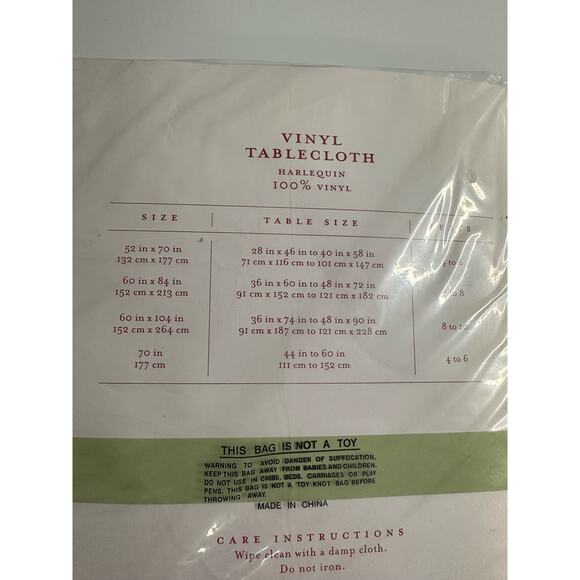 VINYL
TABLECLOTH
HARLEQUIN
100% VINYL
SIZE | TABLE SIZE |
52 in x 70 in 28 in x 46 in to 40 in x 58 in
132 cm x 177 cm 71 cm x 116 cm to 101 cm x 147 cm 4 to 6
60 in x 84 in 36 in x 60 in to 48 in x 72 in
152 cm x 213 cm 91 cm x 152 cm to 121 cm x 182 cm to 8
60 in x 104 in 36 in x 74 in to 48 in x 90 in
152 cm x 264 cm 91 cm x 187 cm to 121 cm x 228 cm 8 to 10
70 in 44 in to 60 in
177 cm 111 cm to 152 cm 4 to 6
THIS BAG IS NOT A TOY
WARNING TO AVOID DANGER OF SUFFOCATION,
KEEP THIS BAG AWAY FROM BABIES AND CHILDREN.
DO NOT USE IN CRIBS, BEDS, CARRIAGES OR PLAY
PENS. THIS BAG IS NOT A TOY KNOT BAG BEFORE
THROWING AWAY.
MADE IN CHINA
CARE INSTRUCTIONS
Wipe clean with a damp cloth.
Do not iron.